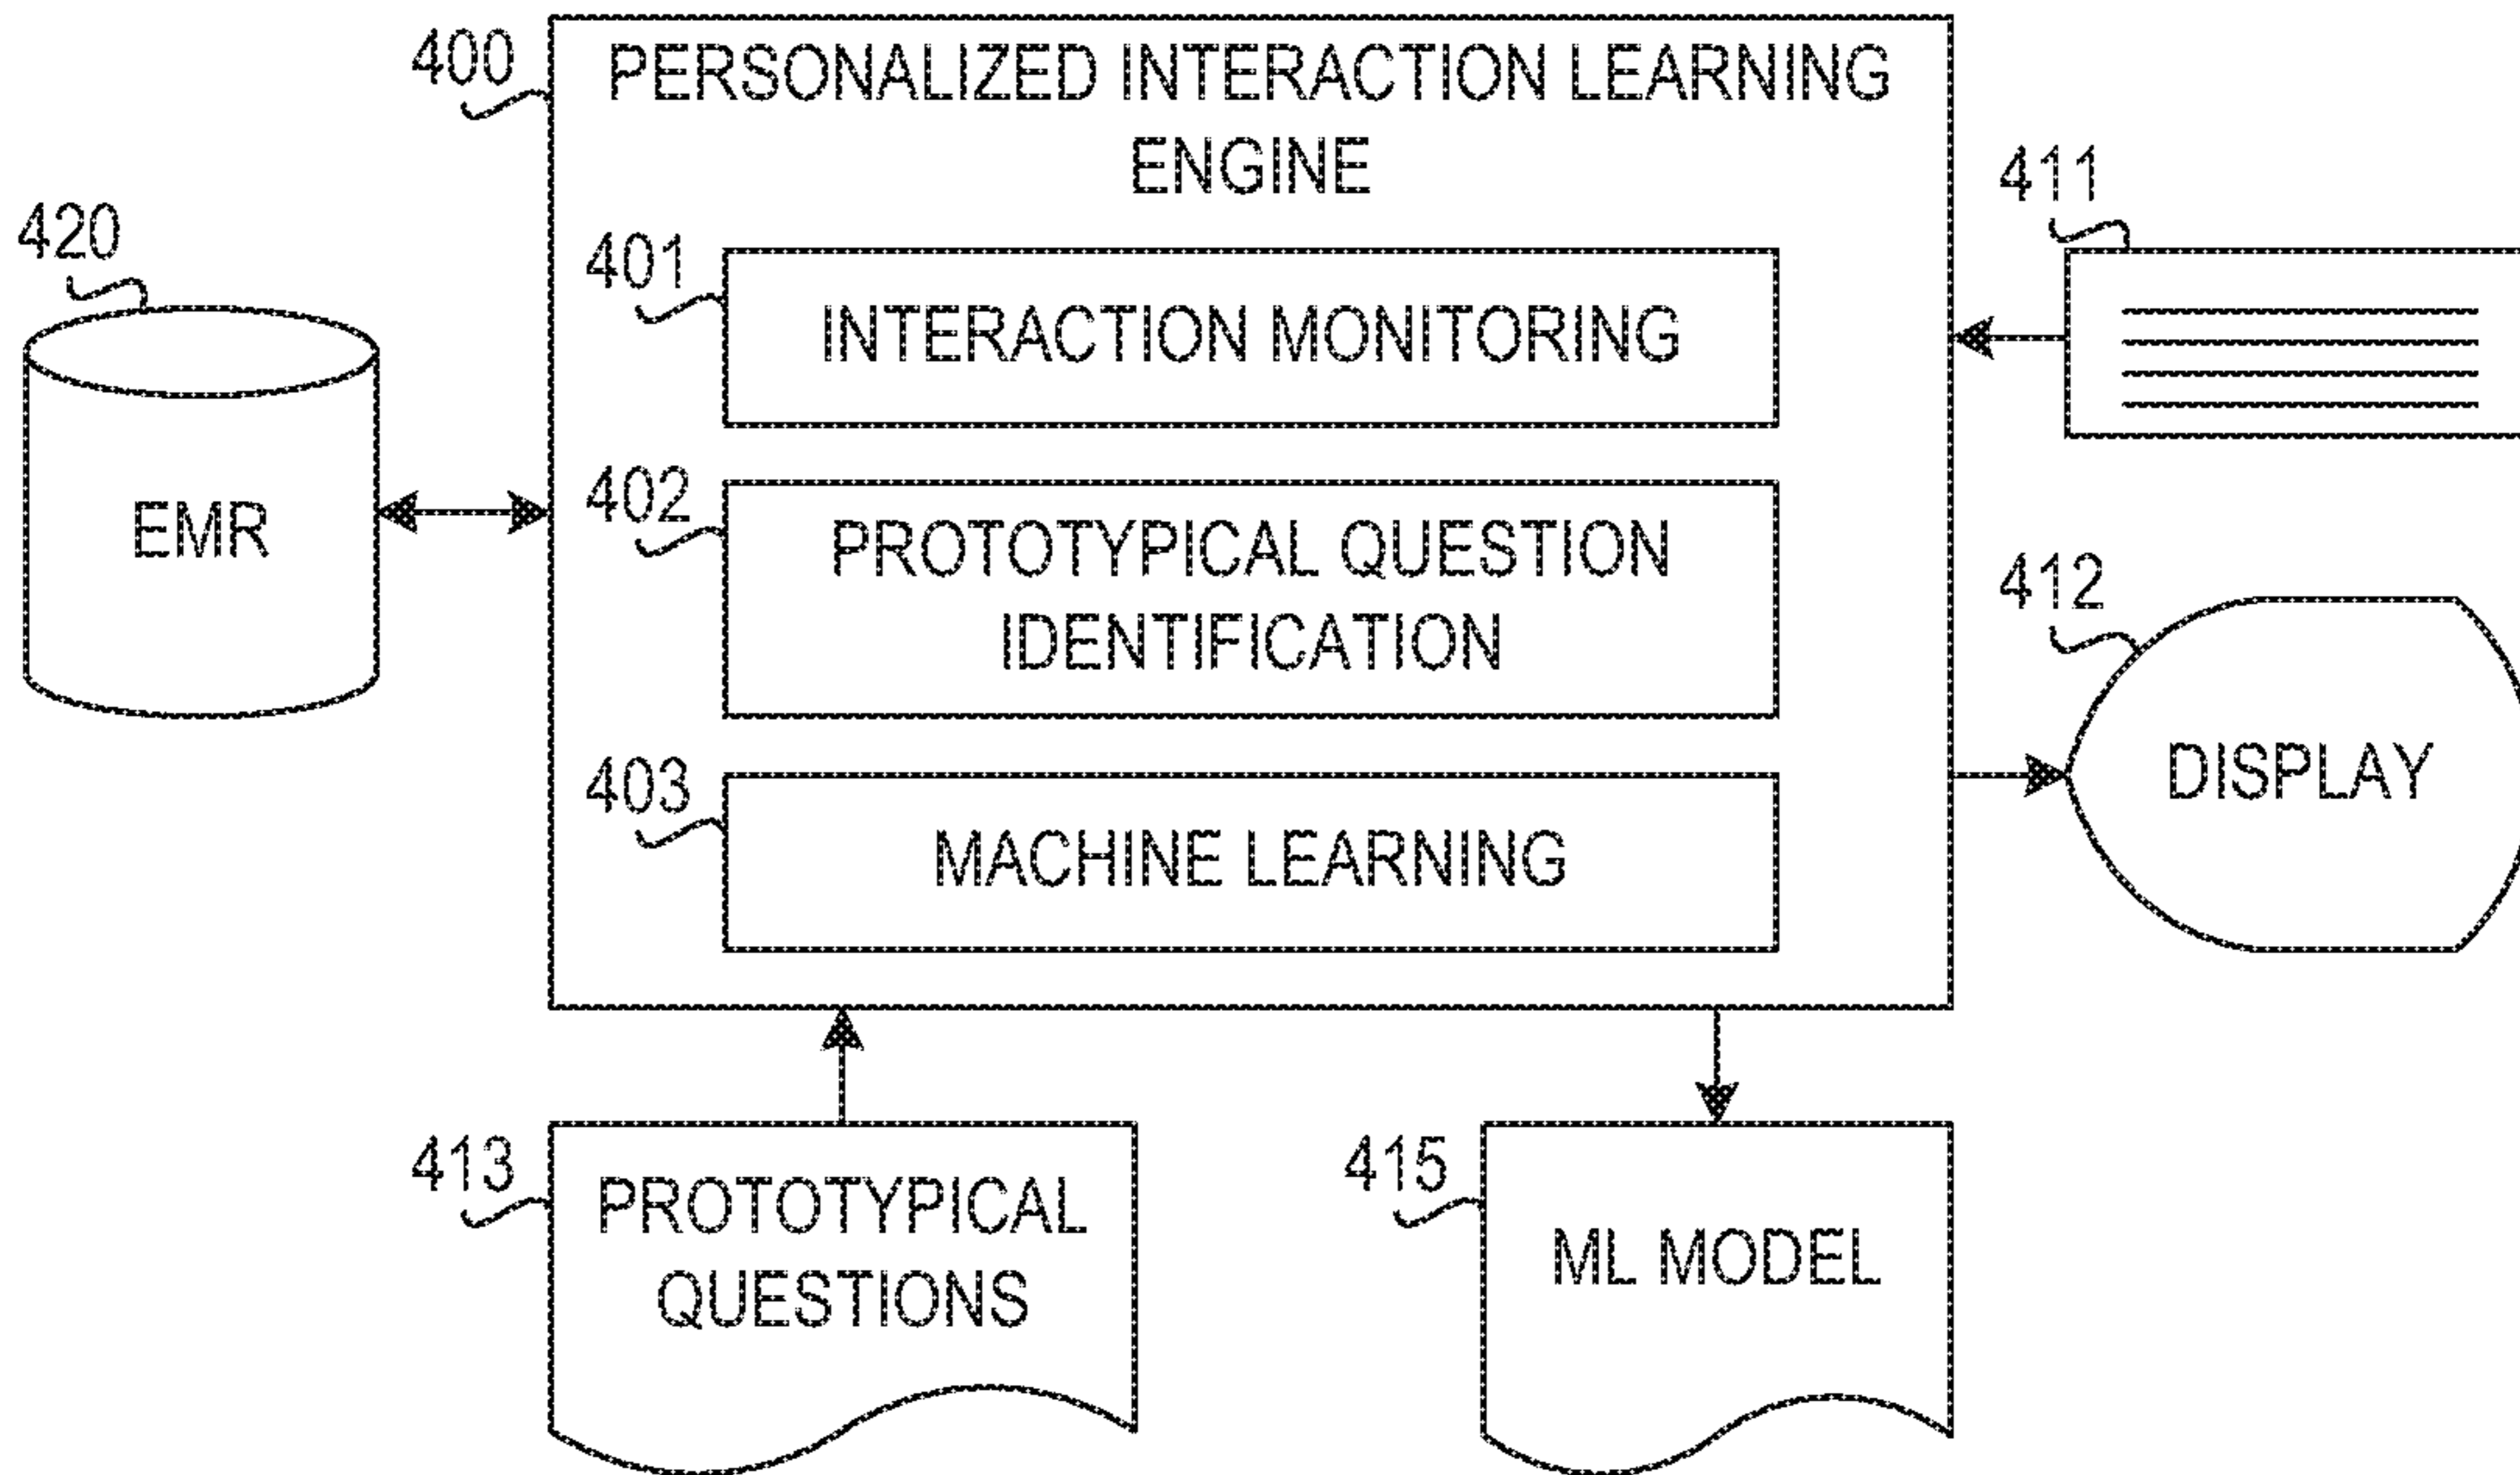 400
PERSONALIZED INTERACTION LEARNING
ENGINE
411
420
401
INTERACTION MONITORING
402
EMR
PROTOTYPICAL QUESTION
IDENTIFICATION
412
403
DISPLAY
MACHINE LEARNING
413
PROTOTYPICAL
QUESTIONS
415
ML MODEL